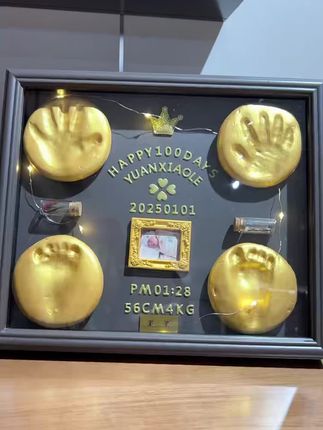 HAPPY100DAYS
YUANXIAOLE
20250101
PM01:28
56CM4KG